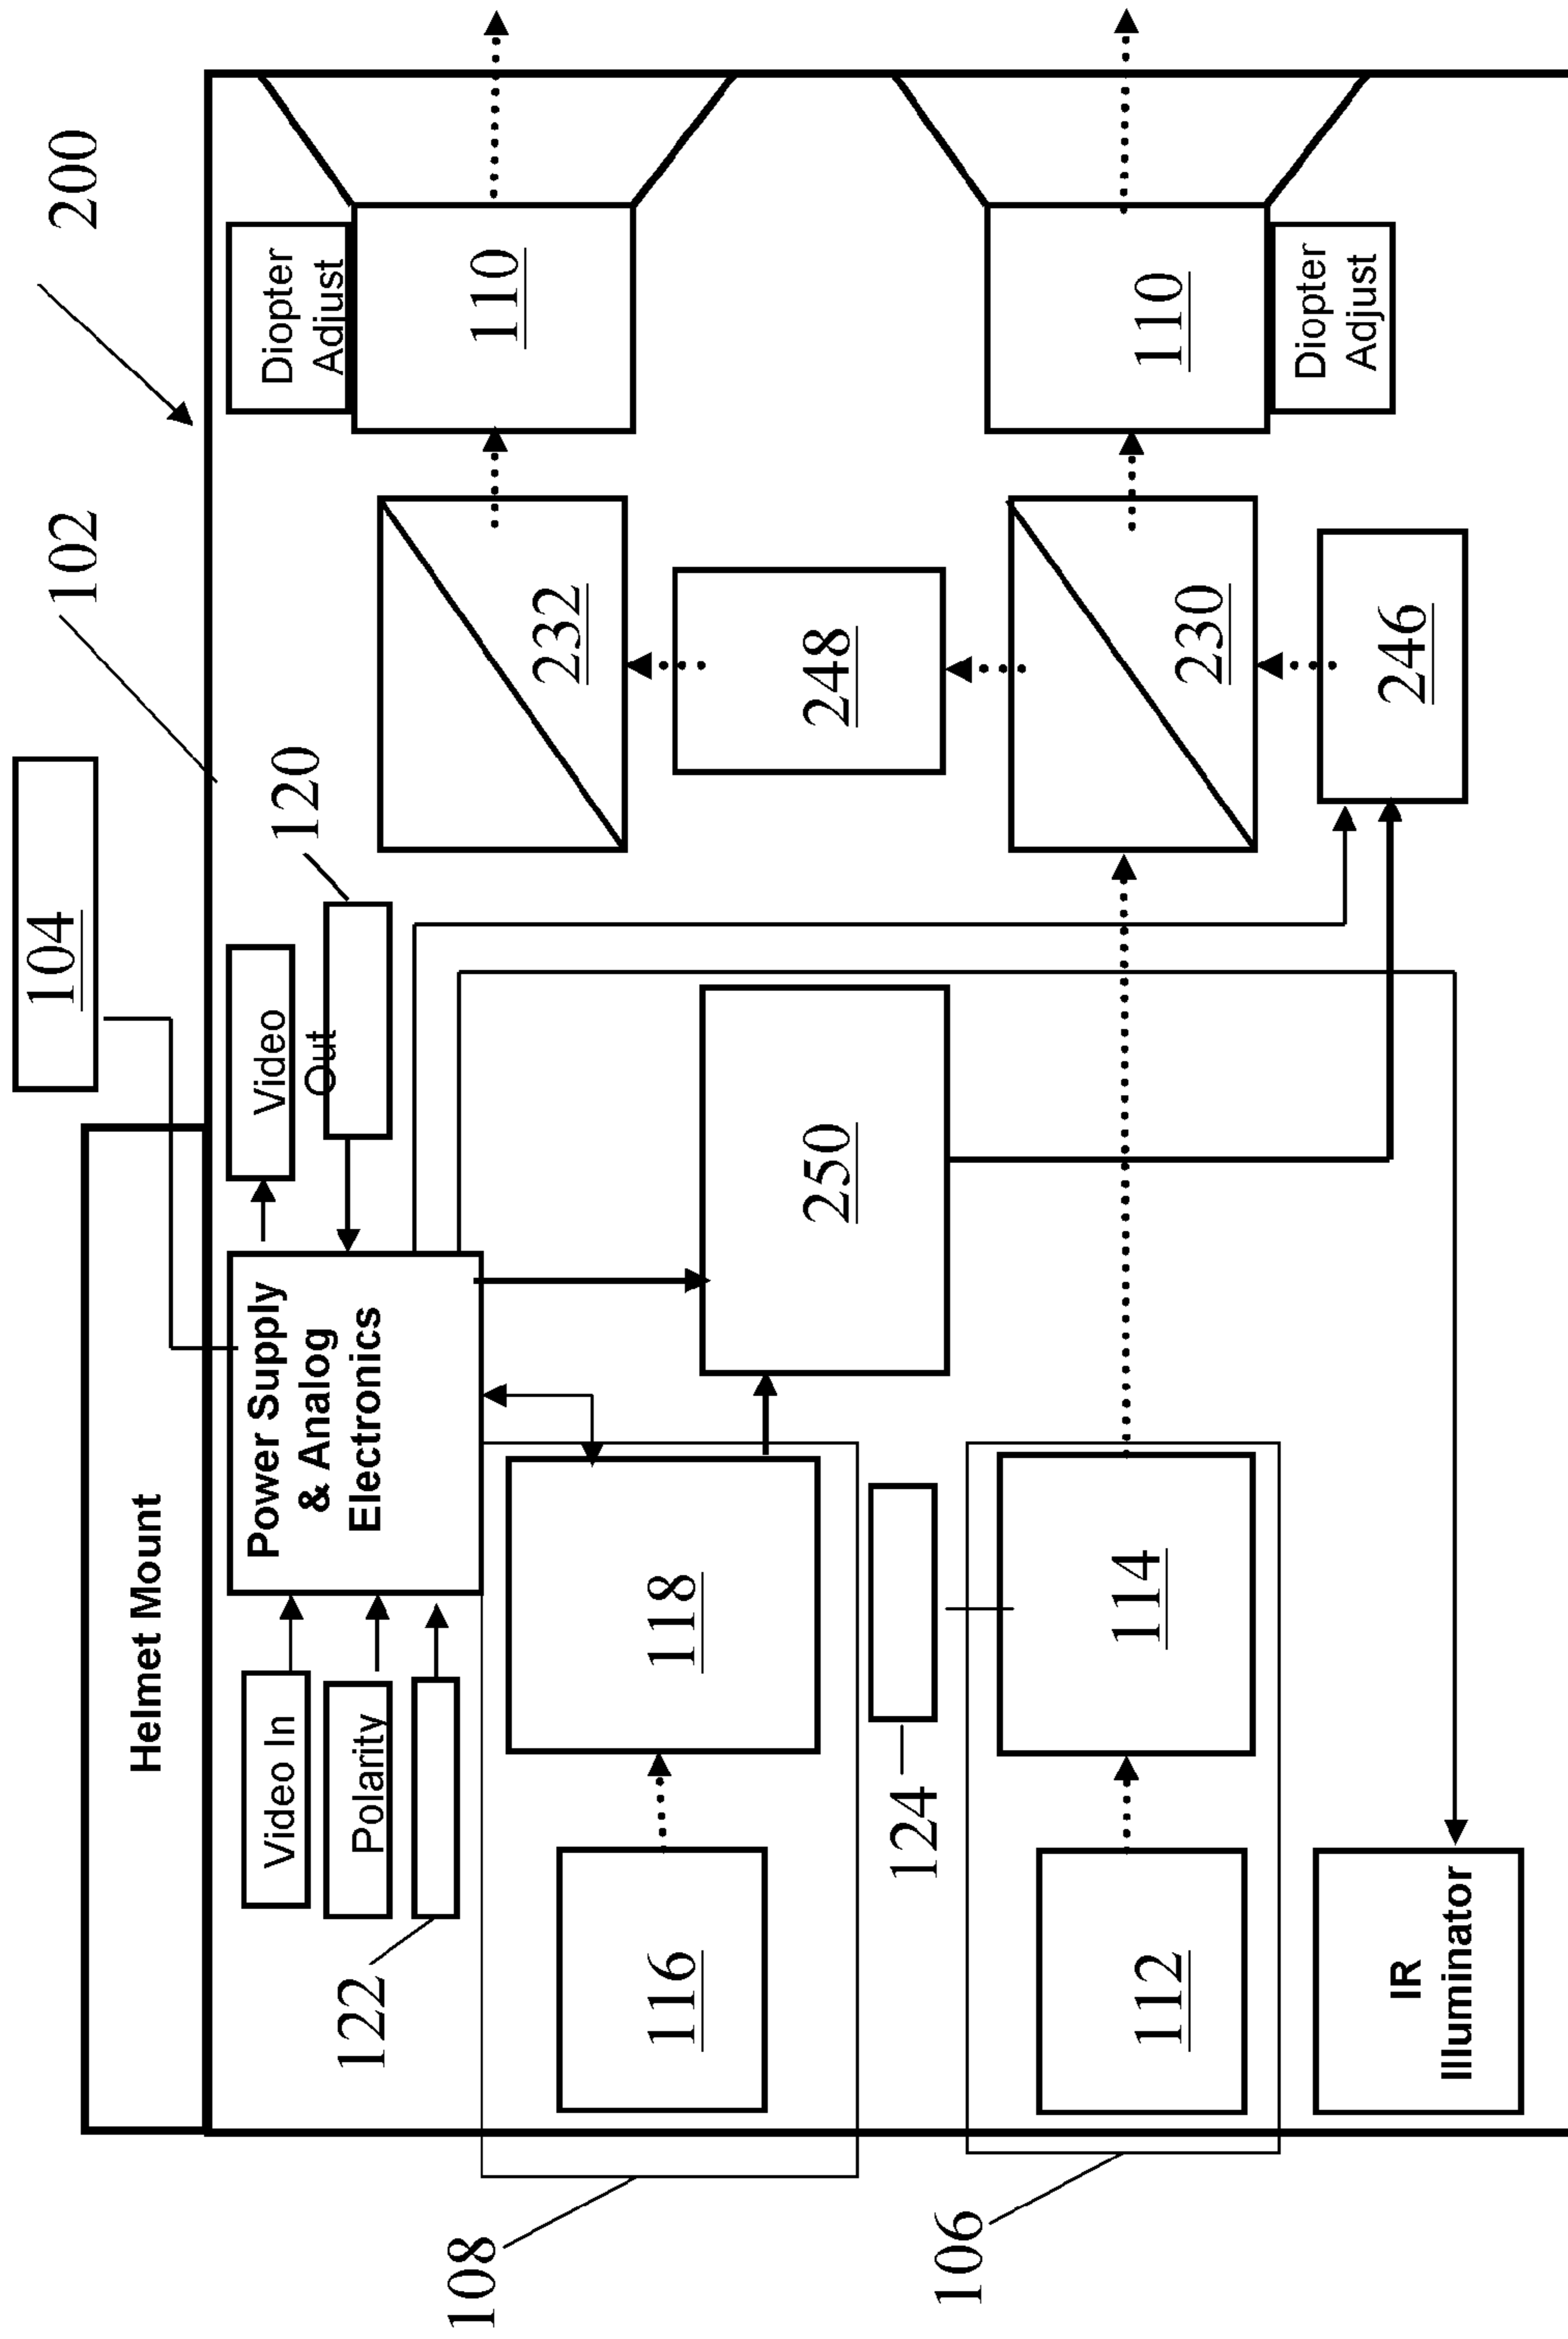 200
102
104
Helmet Mount
120
Video
Out
Power Supply
& Analog
Electronics
Video In
Polarity
122
Diopter
Adjust
110
232
248
250
118
116
108
124
230
110
Diopter
Adjust
246
114
112
106
IR
Illuminator